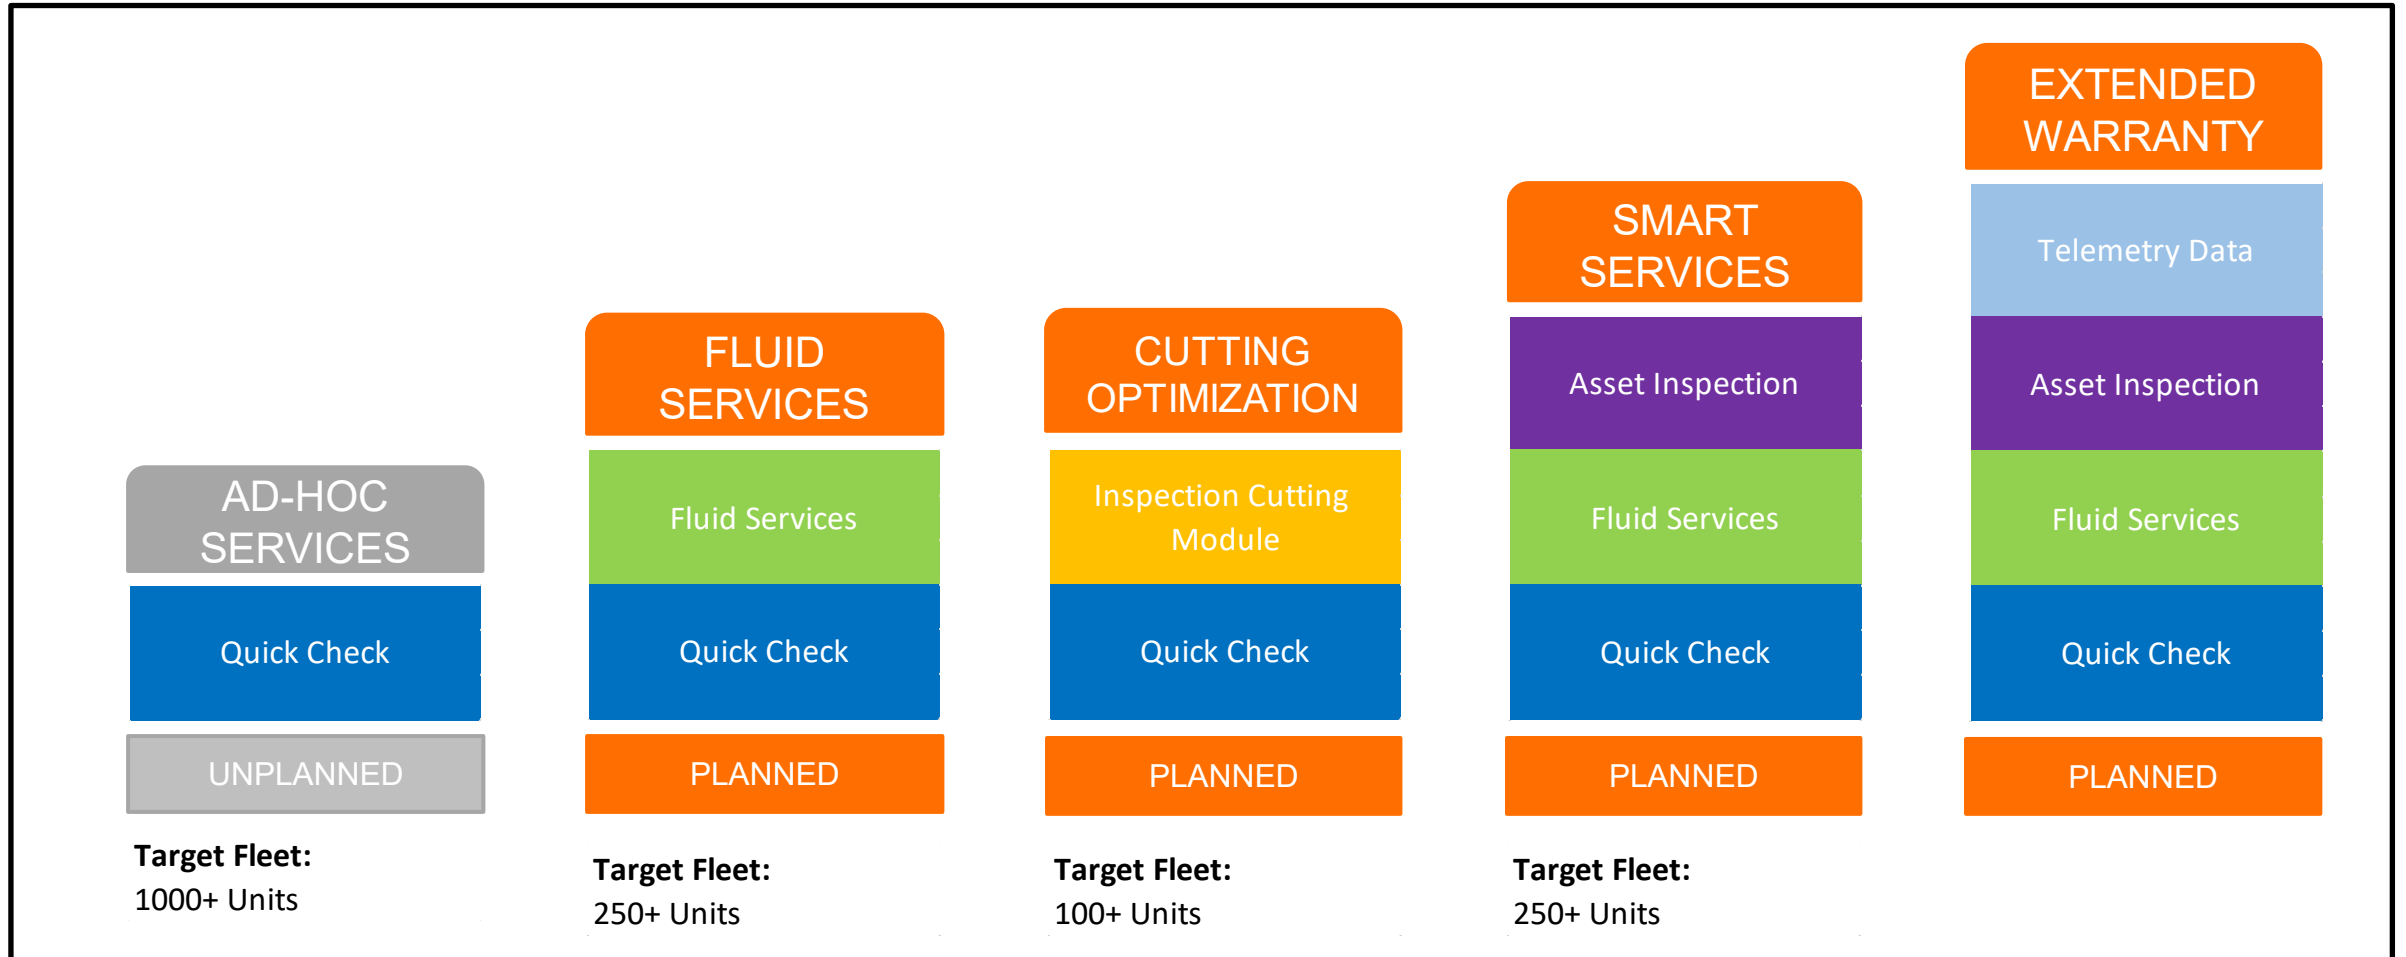 AD-HOC
SERVICES
Quick Check
UNPLANNED
Target Fleet:
1000+ Units
FLUID
SERVICES
Fluid Services
Quick Check
PLANNED
Target Fleet:
250+ Units
CUTTING
OPTIMIZATION
Inspection Cutting
Module
Quick Check
PLANNED
Target Fleet:
100+ Units
SMART
SERVICES
Asset Inspection
Fluid Services
Quick Check
PLANNED
Target Fleet:
250+ Units
EXTENDED
WARRANTY
Telemetry Data
Asset Inspection
Fluid Services
Quick Check
PLANNED